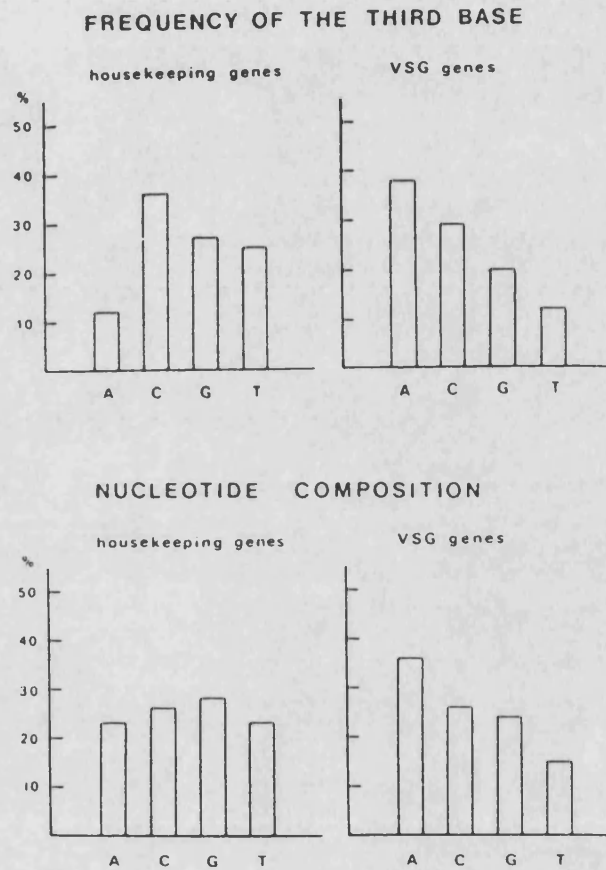 FREQUENCY OF THE THIRD BASE
housekeeping genes
VSG genes
%
50
40
30
20
10
A C G T
A C G T
NUCLEOTIDE COMPOSITION
housekeeping genes
VSG genes
%
50
40
30
20
10
A C G T
A C G T